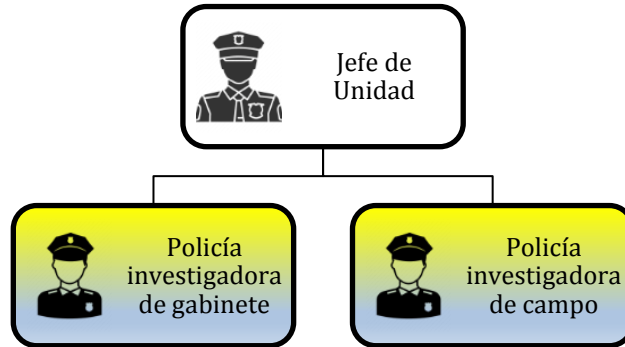 Jefe de
Unidad
Policía
investigadora
de gabinete
Policía
investigadora
de campo